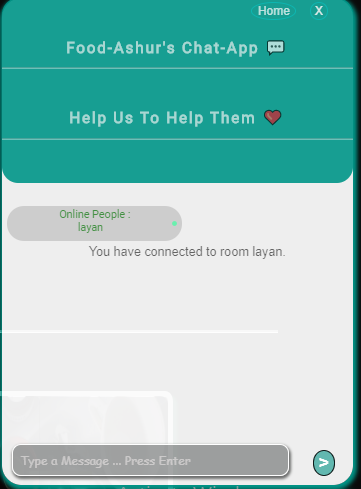 Home X
Food-Ashur's Chat-App
Help Us To Help Them
Online People :
layan
You have connected to room layan.
Type a Message ... Press Enter
>